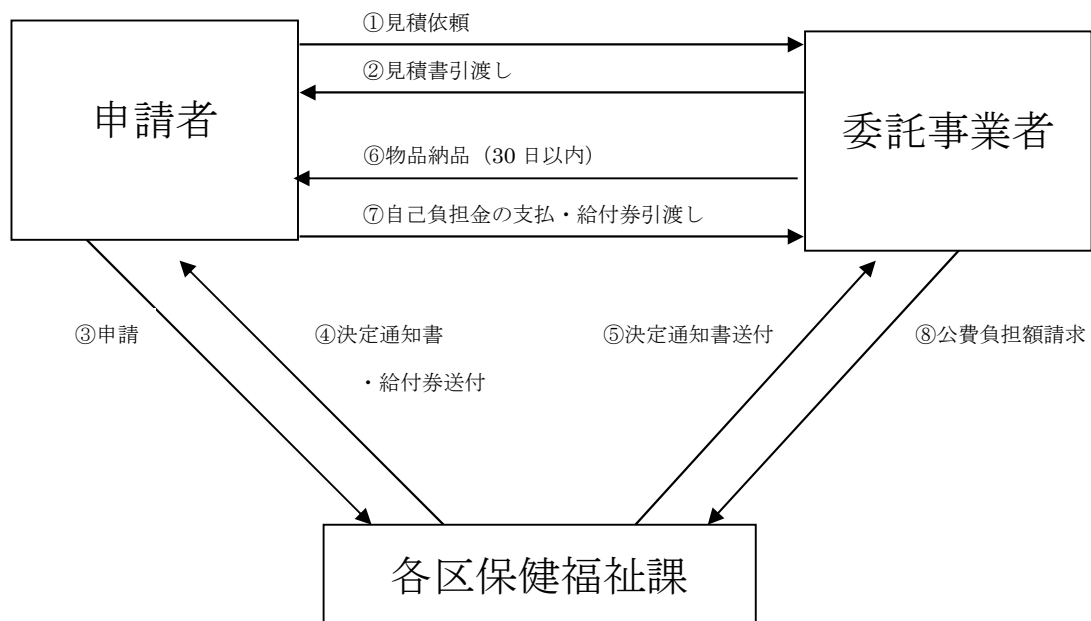 ①見積依頼
②見積書引渡し
申請者
委託事業者
⑥物品納品（30日以内）
⑦自己負担金の支払・給付券引渡し
③申請
④決定通知書
・給付券送付
⑤決定通知書送付
⑧公費負担額請求
各区保健福祉課